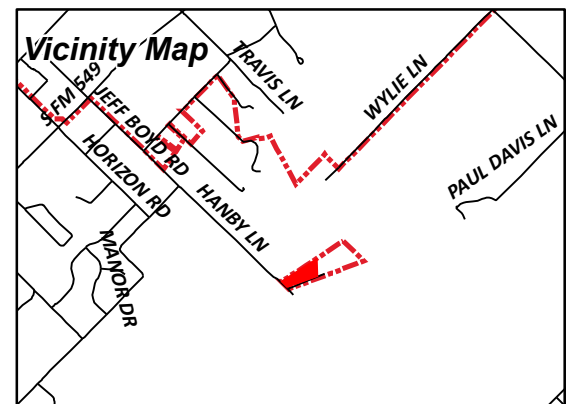 Vicinity Map
FM 549
JEFF BOYD RD
TRAVIS LN
WYLIE LN
PAUL DAVIS LN
HORIZON RD
HANBY LN
MANOR DR